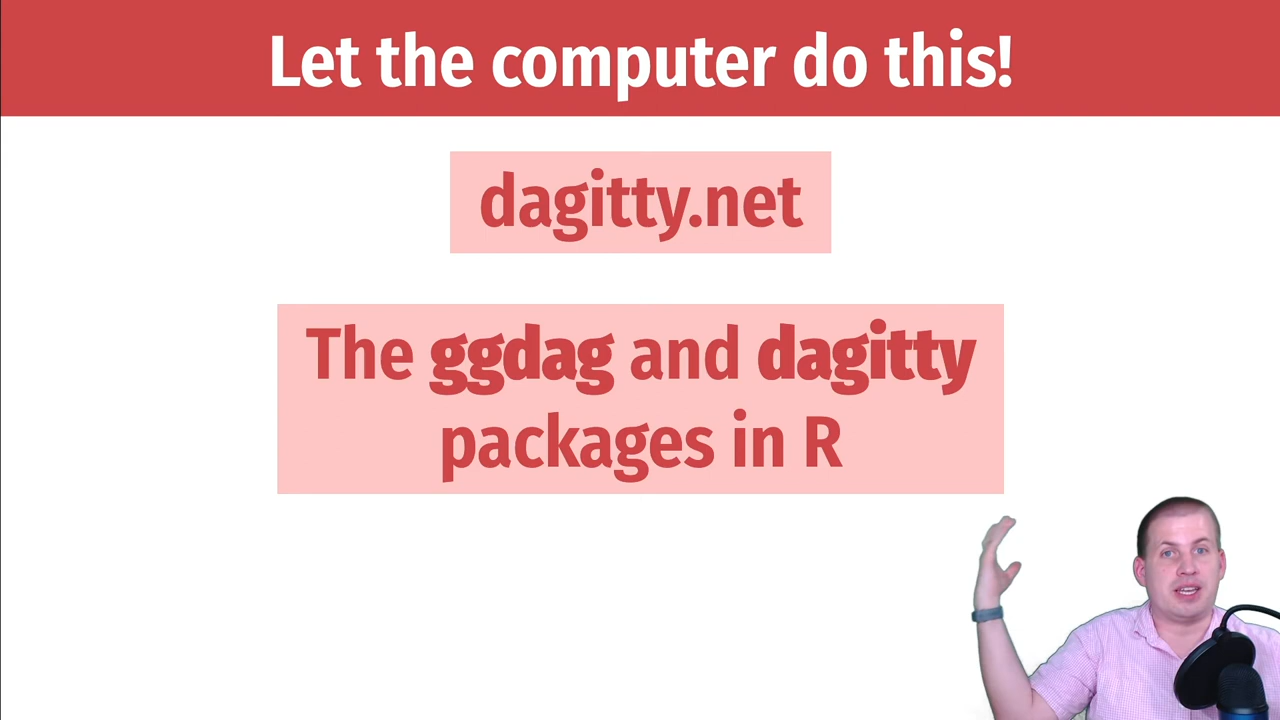 Let the computer do this!
dagitty.net
The ggdag and dagitty
packages in R